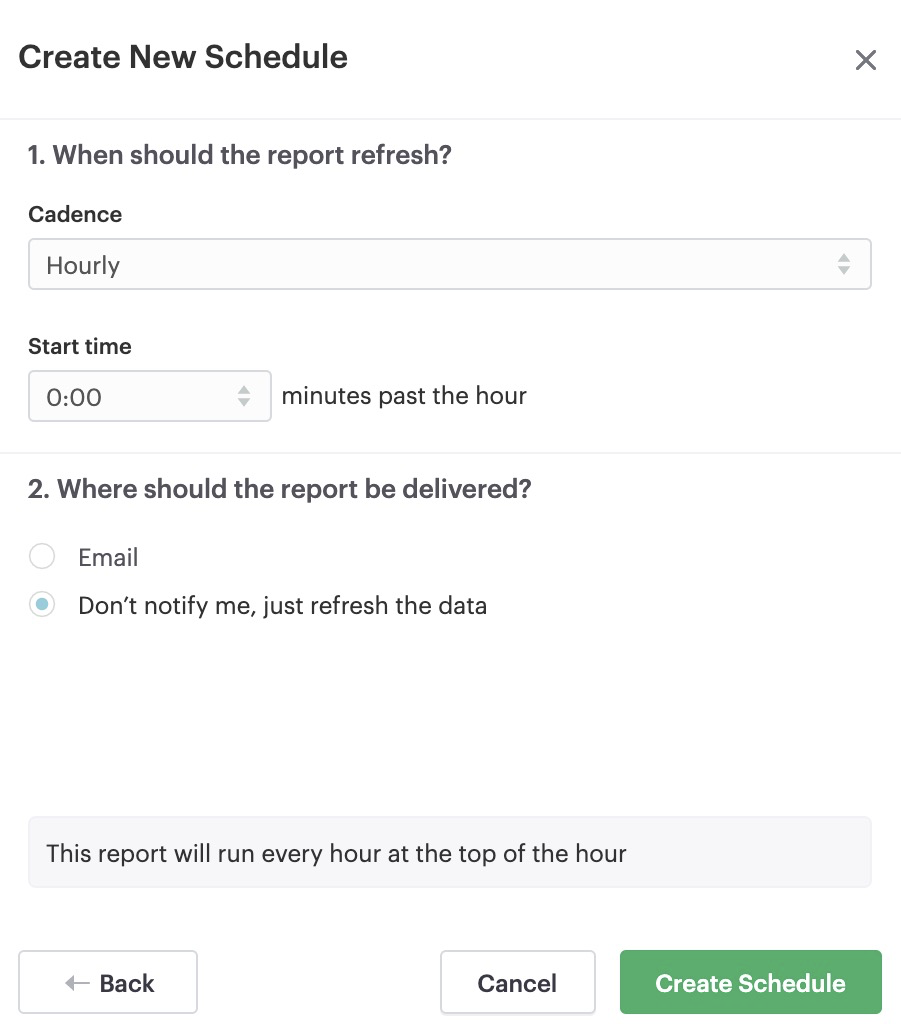 Create New Schedule
1. When should the report refresh?
Cadence
Hourly
Start time
0:00 minutes past the hour
2. Where should the report be delivered?
Email
Don’t notify me, just refresh the data
This report will run every hour at the top of the hour
← Back Cancel Create Schedule